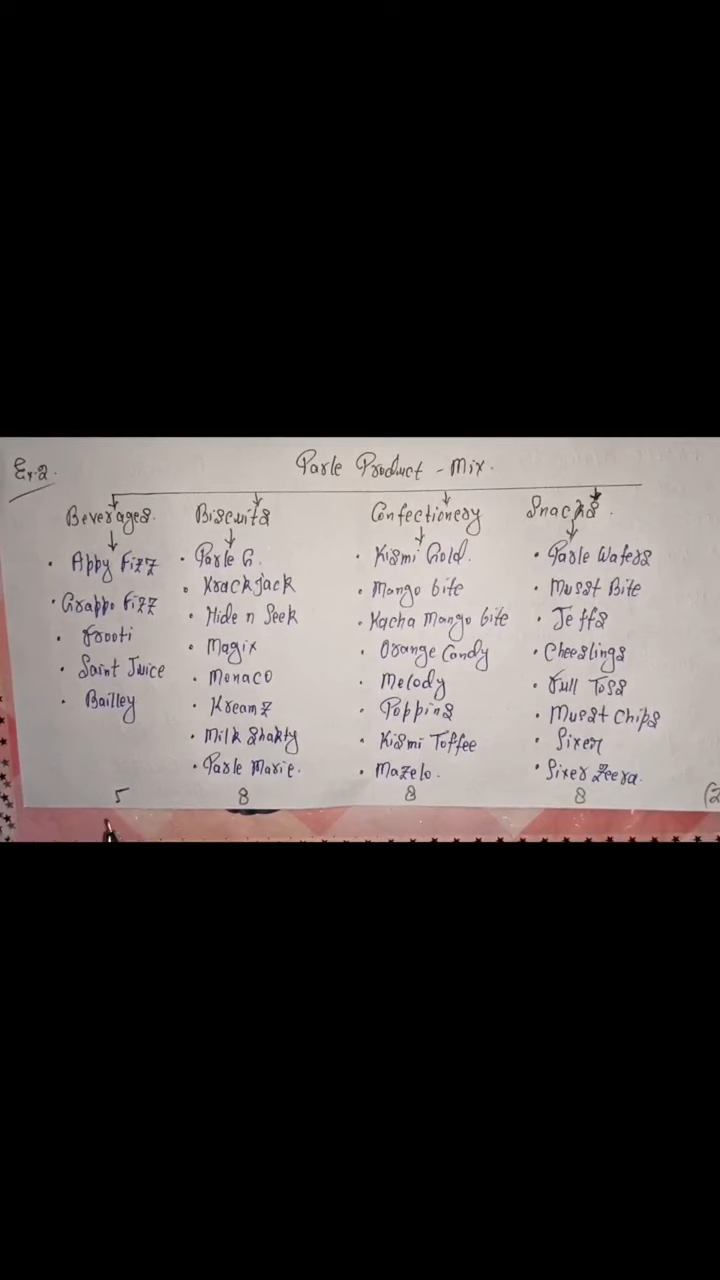 Ex.2.
Parle Product - Mix.
Beverages. Biscuits Confectionery Snacks.
• Appy Fizz • Parle G. • Kismi Gold. • Parle Wafers
• Grappo Fizz • Krackjack • Mango bite • Musst Bite
• Frooti • Hide n Seek • Kacha Mango bite • Jeffs
• Saint Juice • Magix • Orange Candy • Cheeslings
• Bailley • Monaco • Melody • Full Toss
• Kreamz • Poppins • Musst Chips
• Milk Shakty • Kismi Toffee • Sixer
• Parle Marie. • Mazelo. • Sixer Zeera.
5 8 8 8